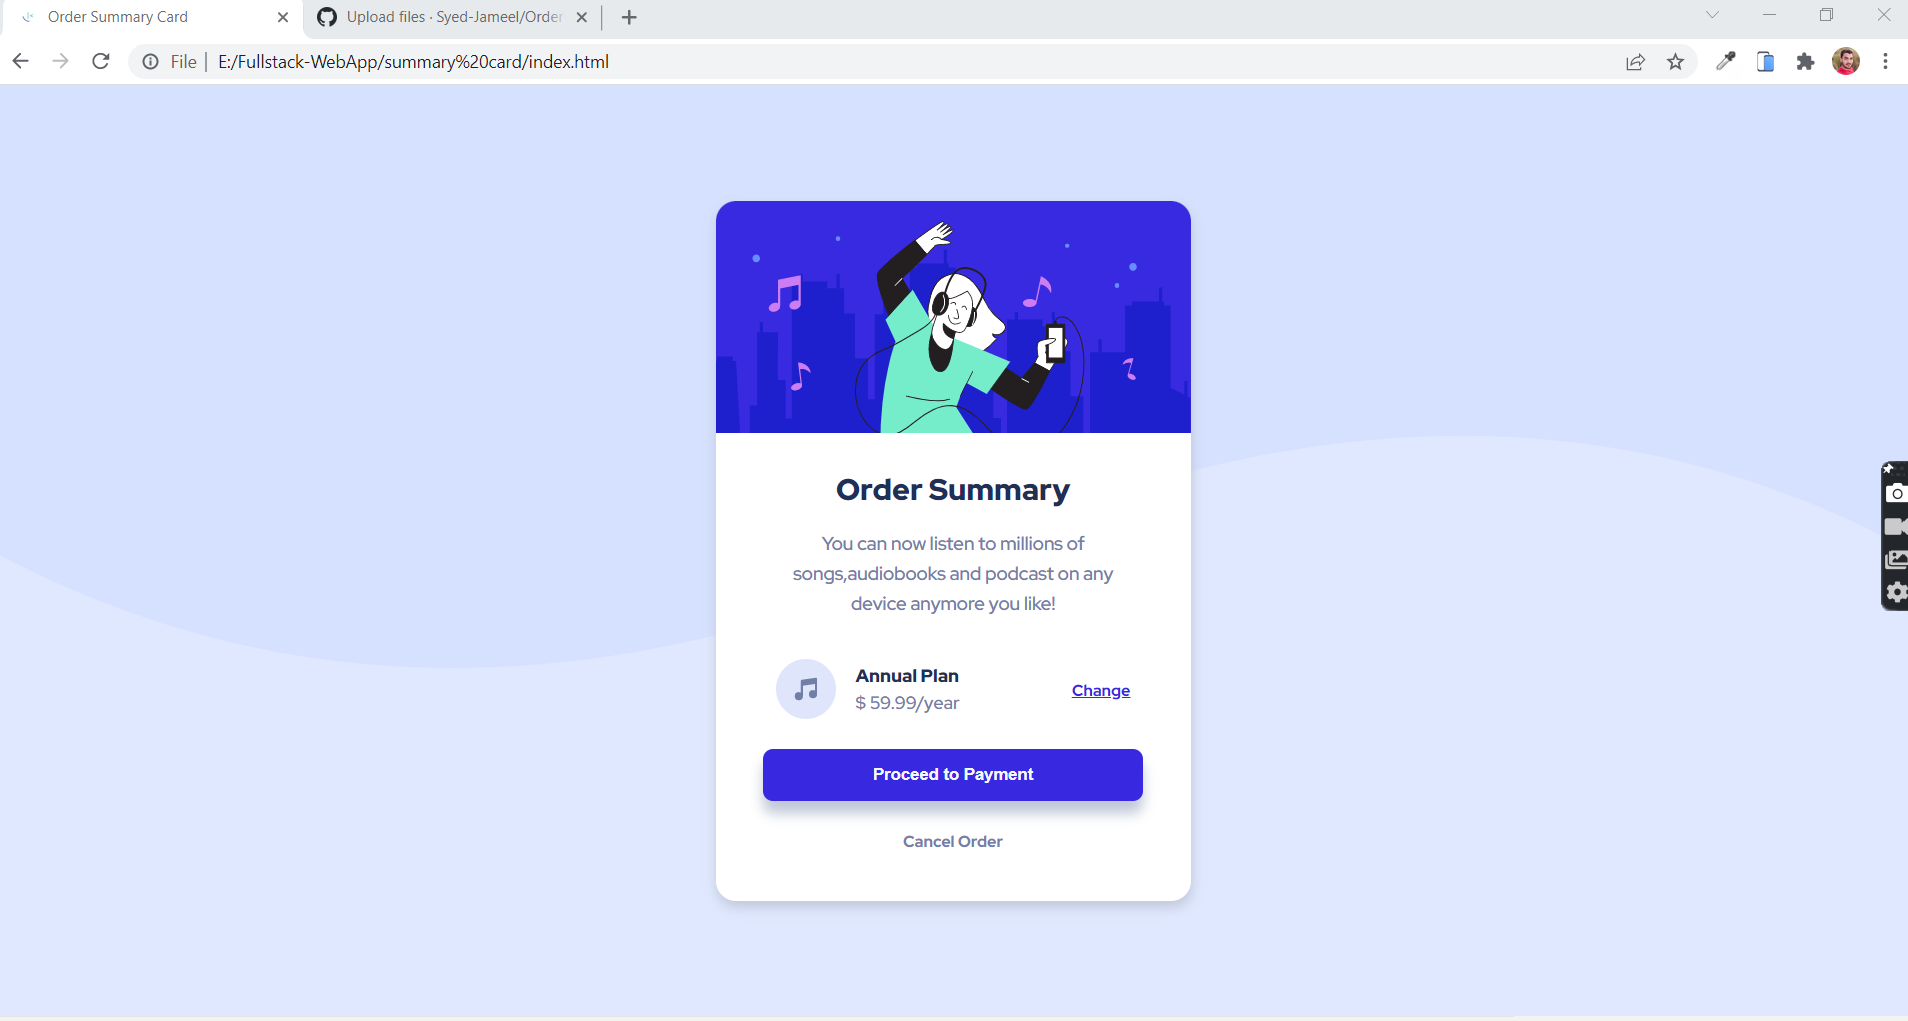 Order Summary Card
Upload files · Syed-Jameel/Order
File
E:/Fullstack-WebApp/summary%20card/index.html
Order Summary
You can now listen to millions of
songs,audiobooks and podcast on any
device anymore you like!
Annual Plan
$ 59.99/year
Change
Proceed to Payment
Cancel Order